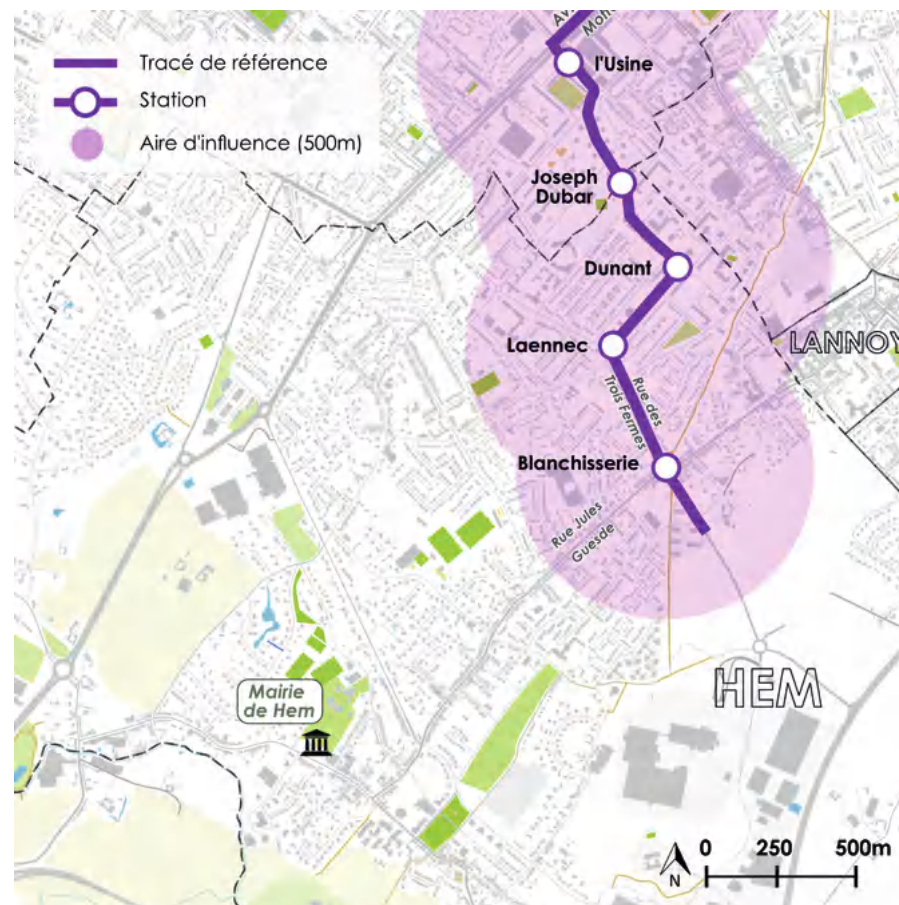 Tracé de référence
Station
Aire d'influence (500m)
l'Usine
Joseph
Dubar
Dunant
Laennec
LANNOY
Rue des
Trois Fermes
Blanchisserie
Rue Jules
Guesde
HEM
Mairie
de Hem
N
0 250 500m